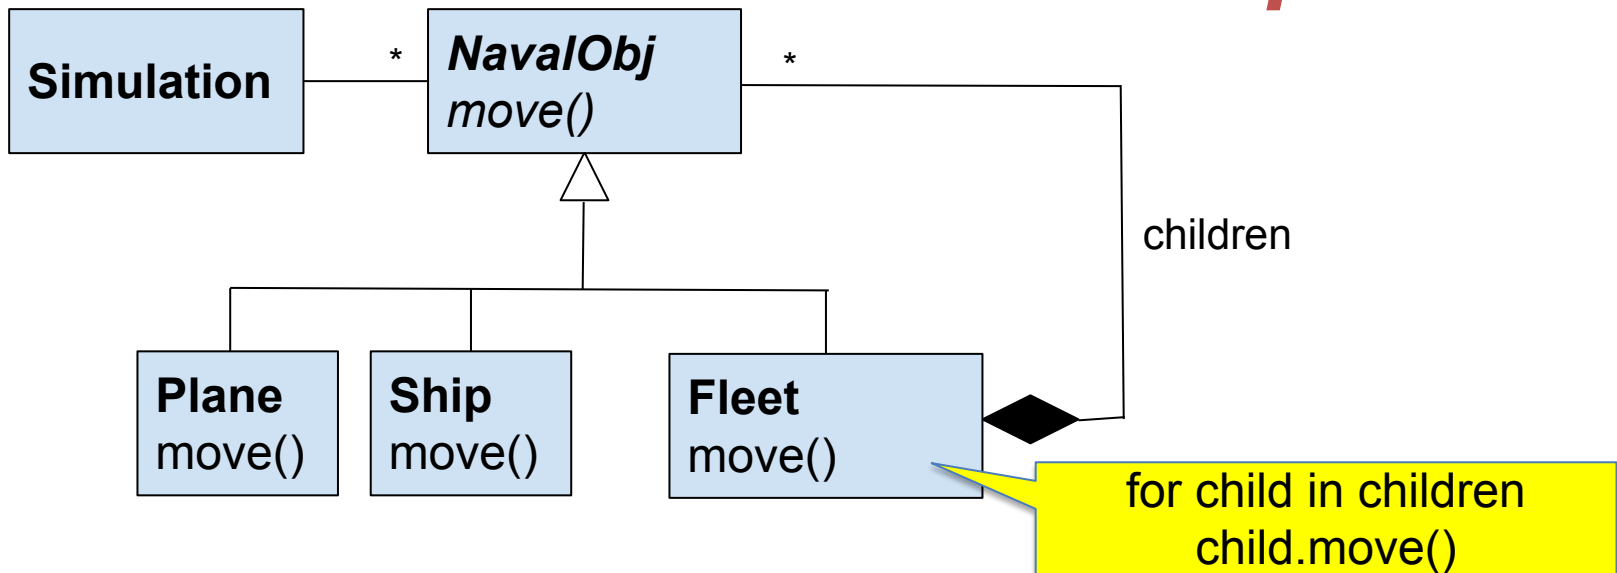 Simulation
*
NavalObj
move()
*
children
Plane
move()
Ship
move()
Fleet
move()
for child in children
child.move()